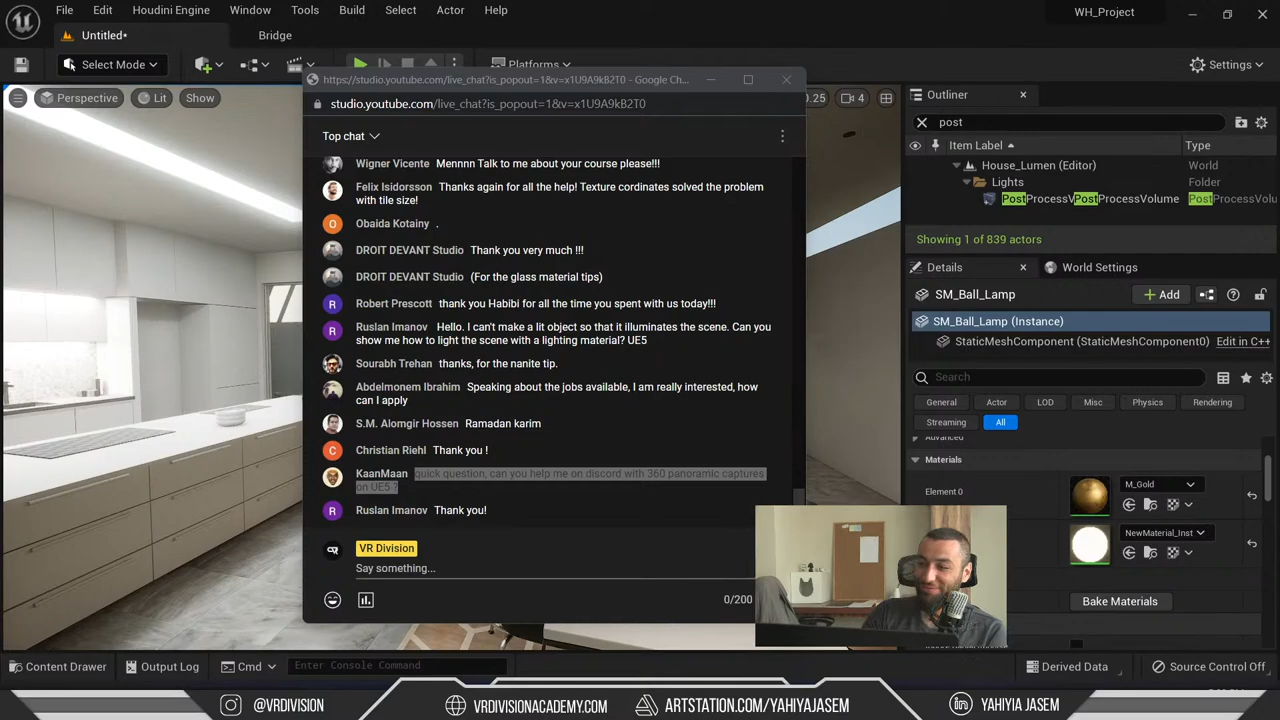 File Edit Houdini Engine Window Tools Build Select Actor Help
WH_Project
Untitled*
Bridge
Select Mode
Platforms
Settings
Perspective
Lit
Show
0.25
4
https://studio.youtube.com/live_chat?is_popout=1&v=x1U9A9kB2T0 - Google Ch...
studio.youtube.com/live_chat?is_popout=1&v=x1U9A9kB2T0
Top chat
Wigner Vicente Mennnn Talk to me about your course please!!!
Felix Isidorsson Thanks again for all the help! Texture cordinates solved the problem
with tile size!
Obaida Kotainy .
DROIT DEVANT Studio Thank you very much !!!
DROIT DEVANT Studio (For the glass material tips)
R
Robert Prescott thank you Habibi for all the time you spent with us today!!!
R
Ruslan Imanov Hello. I can't make a lit object so that it illuminates the scene. Can you
show me how to light the scene with a lighting material? UE5
Sourabh Trehan thanks, for the nanite tip.
Abdelmonem Ibrahim Speaking about the jobs available, I am really interested, how
can I apply
S.M. Alomgir Hossen Ramadan karim
C
Christian Riehl Thank you !
KaanMaan quick question, can you help me on discord with 360 panoramic captures
on UE5 ?
R
Ruslan Imanov Thank you!
VR Division
Say something...
0/200
Outliner
post
Item Label
Type
House_Lumen (Editor)
World
Lights
Folder
PostProcessVPostProcessVolume
PostProcessVolu
Showing 1 of 839 actors
Details
World Settings
SM_Ball_Lamp
Add
SM_Ball_Lamp (Instance)
StaticMeshComponent (StaticMeshComponent0)
Edit in C++
Search
General
Actor
LOD
Misc
Physics
Rendering
Streaming
All
Advanced
Materials
Element 0
M_Gold
NewMaterial_Inst
Bake Materials
Content Drawer
Output Log
Cmd
Enter Console Command
Derived Data
Source Control Off
@VRDIVISION
VRDIVISIONACADEMY.COM
ARTSTATION.COM/YAHIYAJASEM
YAHIYIA JASEM